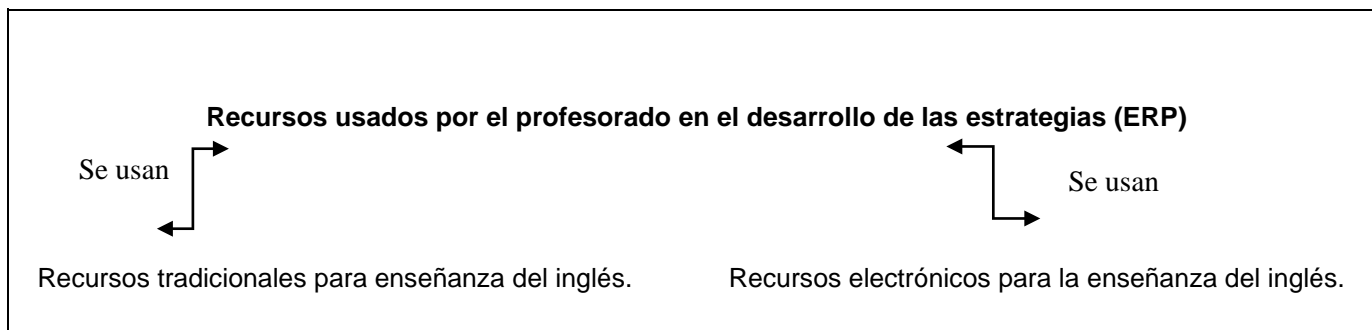 Recursos usados por el profesorado en el desarrollo de las estrategias (ERP)
Se usan
Se usan
Recursos tradicionales para enseñanza del inglés.
Recursos electrónicos para la enseñanza del inglés.